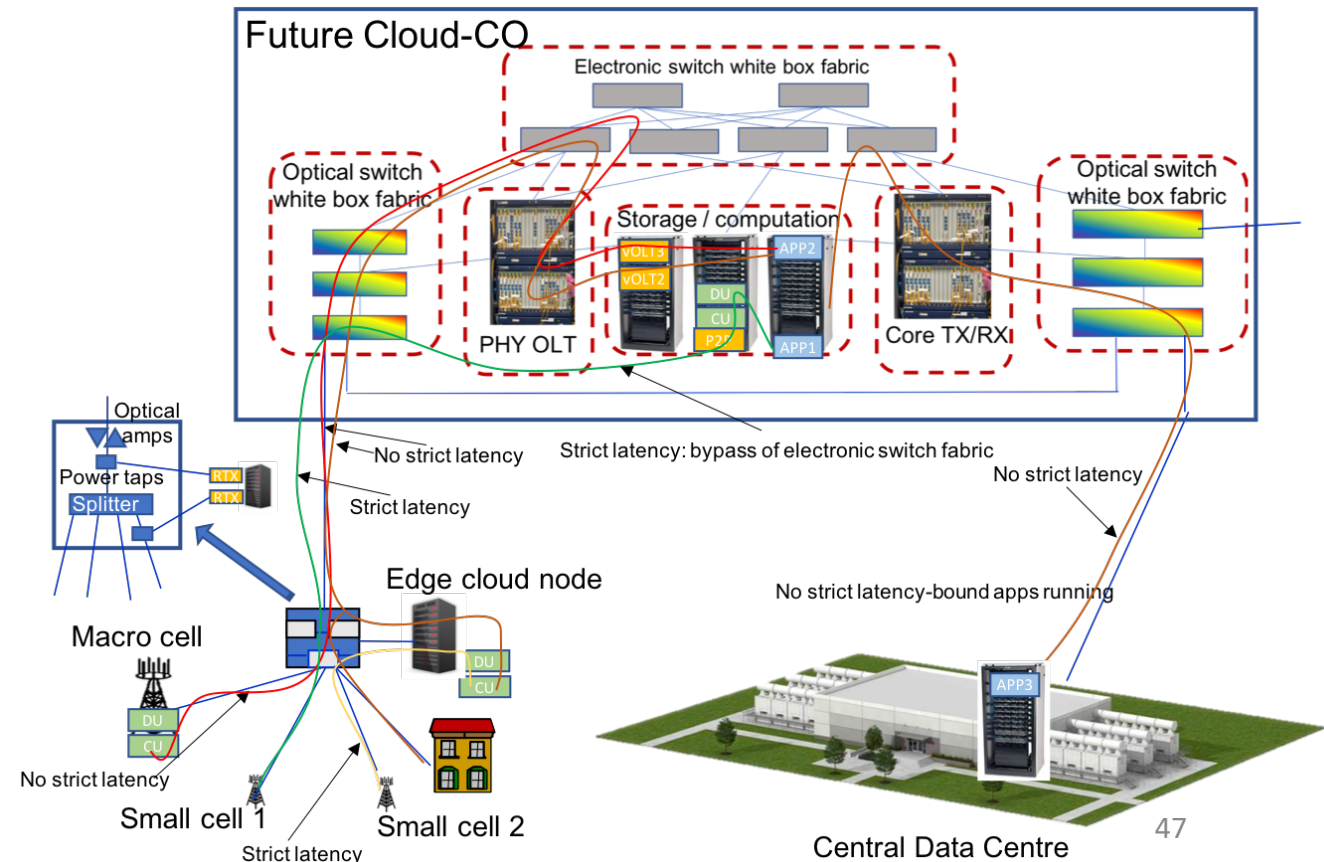 Future Cloud-CO
Electronic switch white box fabric
Optical switch
white box fabric
Optical switch
white box fabric
Storage / computation
vOLT3
vOLT2
APP2
DU
CU
P2P
APP1
PHY OLT
Core TX/RX
Optical
amps
Power taps
Splitter
RTX
RTX
No strict latency
Strict latency
Strict latency: bypass of electronic switch fabric
No strict latency
No strict latency-bound apps running
Edge cloud node
DU
CU
Macro cell
DU
CU
No strict latency
Small cell 1
Small cell 2
Strict latency
APP3
Central Data Centre
47